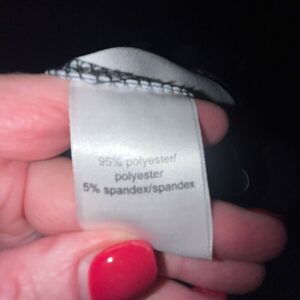 95% polyester/
polyester
5% spandex/spandex